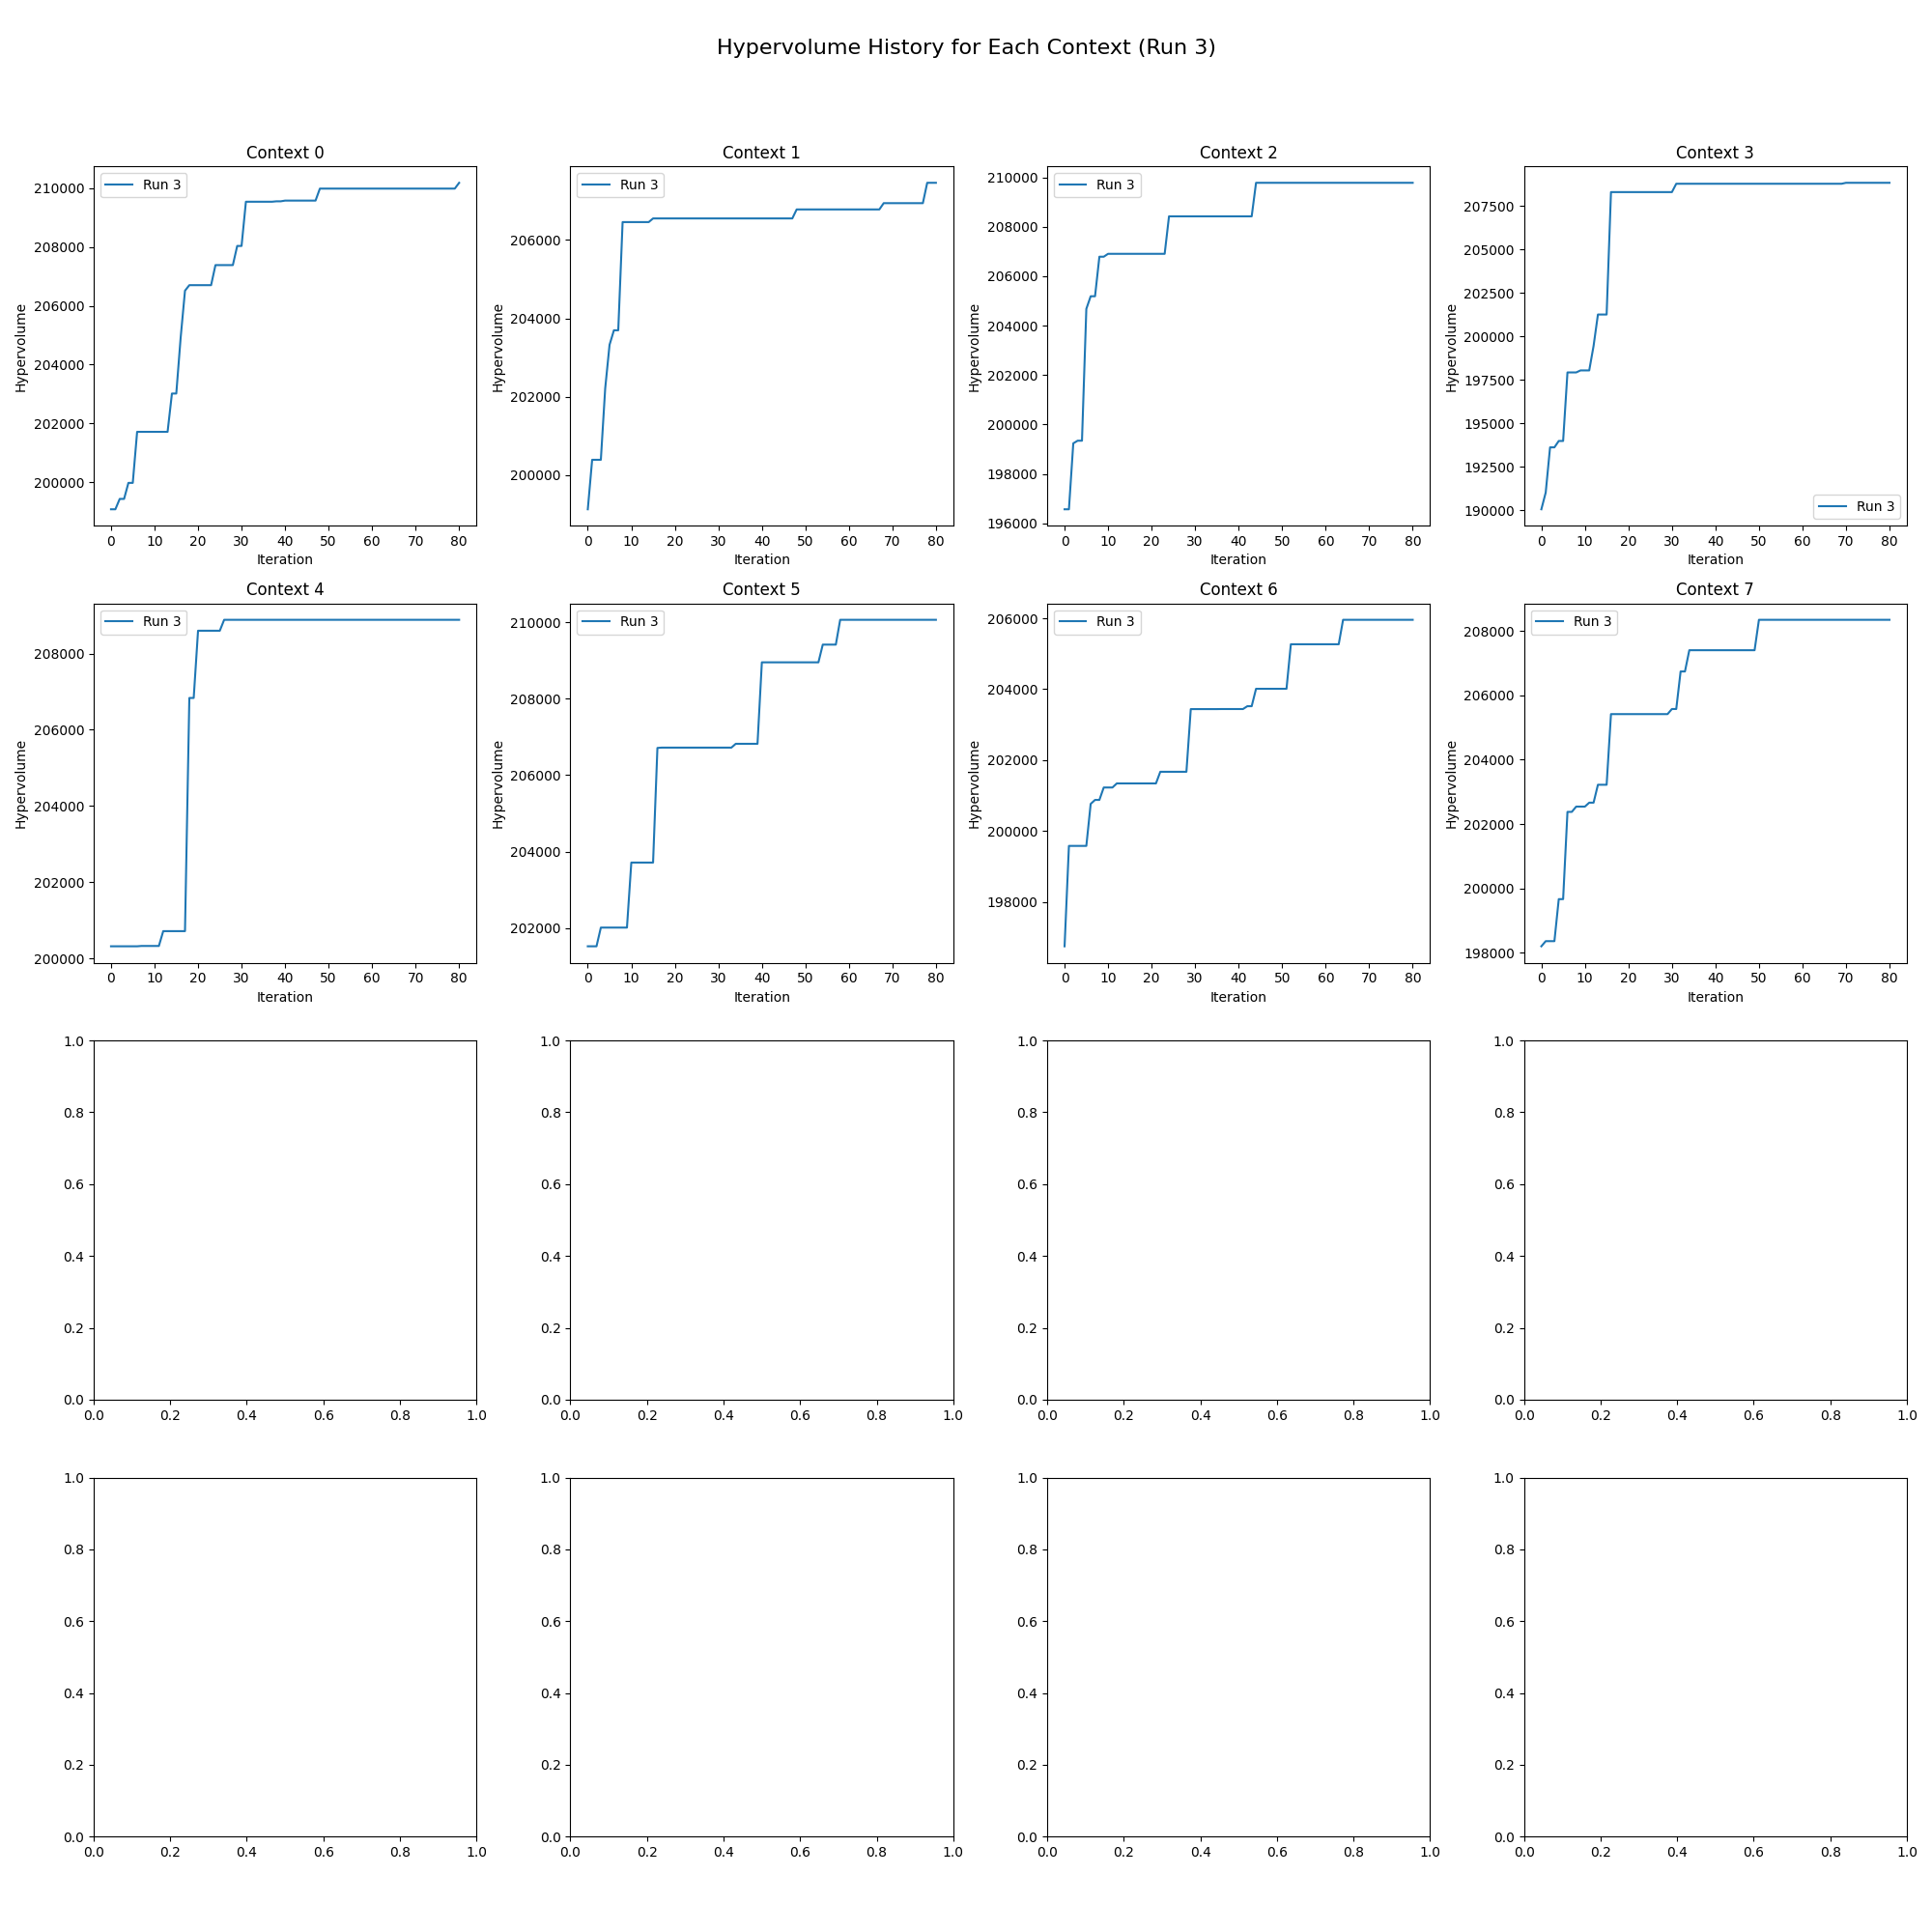 Hypervolume History for Each Context (Run 3)
Context 0 Context 1 Context 2 Context 3
Run 3 Run 3 Run 3 Run 3
Hypervolume Hypervolume Hypervolume Hypervolume
210000 208000 206000 204000 202000 200000
206000 204000 202000 200000
210000 208000 206000 204000 202000 200000 198000 196000
207500 205000 202500 200000 197500 195000 192500 190000
0 10 20 30 40 50 60 70 80 0 10 20 30 40 50 60 70 80 0 10 20 30 40 50 60 70 80 0 10 20 30 40 50 60 70 80
Iteration Iteration Iteration Iteration
Context 4 Context 5 Context 6 Context 7
Run 3 Run 3 Run 3 Run 3
Hypervolume Hypervolume Hypervolume Hypervolume
208000 206000 204000 202000 200000
210000 208000 206000 204000 202000
206000 204000 202000 200000 198000
208000 206000 204000 202000 200000 198000
0 10 20 30 40 50 60 70 80 0 10 20 30 40 50 60 70 80 0 10 20 30 40 50 60 70 80 0 10 20 30 40 50 60 70 80
Iteration Iteration Iteration Iteration
1.0 1.0 1.0 1.0
0.8 0.8 0.8 0.8
0.6 0.6 0.6 0.6
0.4 0.4 0.4 0.4
0.2 0.2 0.2 0.2
0.0 0.0 0.0 0.0
0.0 0.2 0.4 0.6 0.8 1.0 0.0 0.2 0.4 0.6 0.8 1.0 0.0 0.2 0.4 0.6 0.8 1.0 0.0 0.2 0.4 0.6 0.8 1.0
1.0 1.0 1.0 1.0
0.8 0.8 0.8 0.8
0.6 0.6 0.6 0.6
0.4 0.4 0.4 0.4
0.2 0.2 0.2 0.2
0.0 0.0 0.0 0.0
0.0 0.2 0.4 0.6 0.8 1.0 0.0 0.2 0.4 0.6 0.8 1.0 0.0 0.2 0.4 0.6 0.8 1.0 0.0 0.2 0.4 0.6 0.8 1.0